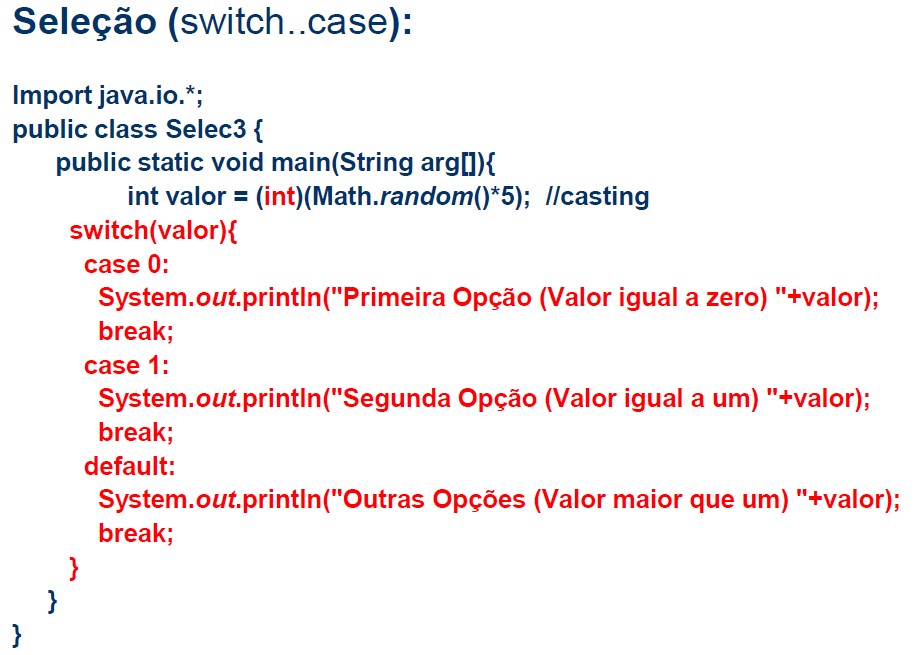 Seleção (switch..case):
Import java.io.*;
public class Selec3 {
public static void main(String arg[]){
int valor = (int)(Math.random()*5);  //casting
switch(valor){
case 0:
System.out.println("Primeira Opção (Valor igual a zero) "+valor);
break;
case 1:
System.out.println("Segunda Opção (Valor igual a um) "+valor);
break;
default:
System.out.println("Outras Opções (Valor maior que um) "+valor);
break;
}
}
}